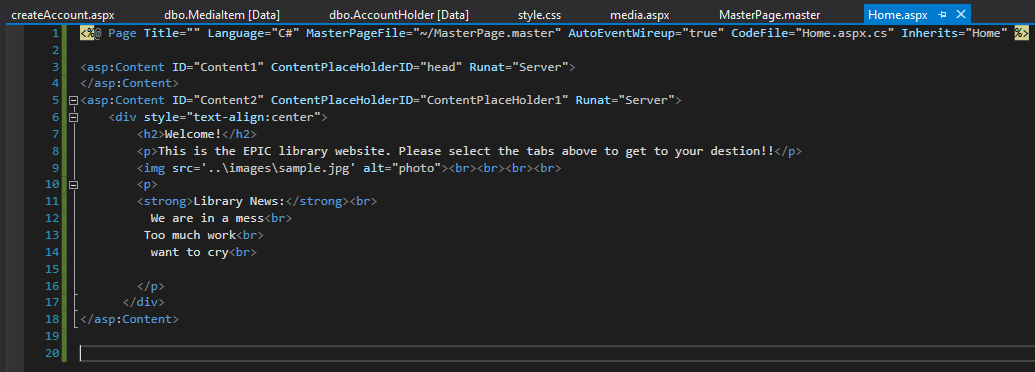 createAccount.aspx dbo.MediaItem [Data] dbo.AccountHolder [Data] style.css media.aspx MasterPage.master Home.aspx
1 <%@ Page Title="" Language="C#" MasterPageFile="~/MasterPage.master" AutoEventWireup="true" CodeFile="Home.aspx.cs" Inherits="Home" %>
2
3 <asp:Content ID="Content1" ContentPlaceHolderID="head" Runat="Server">
4 </asp:Content>
5 <asp:Content ID="Content2" ContentPlaceHolderID="ContentPlaceHolder1" Runat="Server">
6 <div style="text-align:center">
7 <h2>Welcome!</h2>
8 <p>This is the EPIC library website. Please select the tabs above to get to your destion!!</p>
9 <img src='..\images\sample.jpg' alt="photo"><br><br><br><br>
10 <p>
11 <strong>Library News:</strong><br>
12 We are in a mess<br>
13 Too much work<br>
14 want to cry<br>
15
16 </p>
17 </div>
18 </asp:Content>
19
20